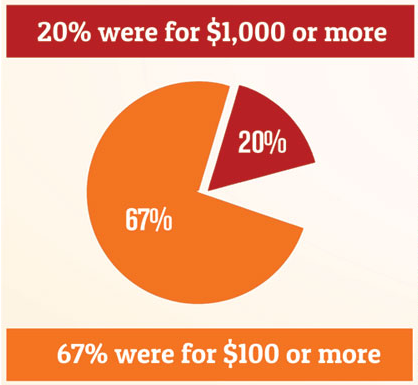 20% were for $1,000 or more
20%
67%
67% were for $100 or more